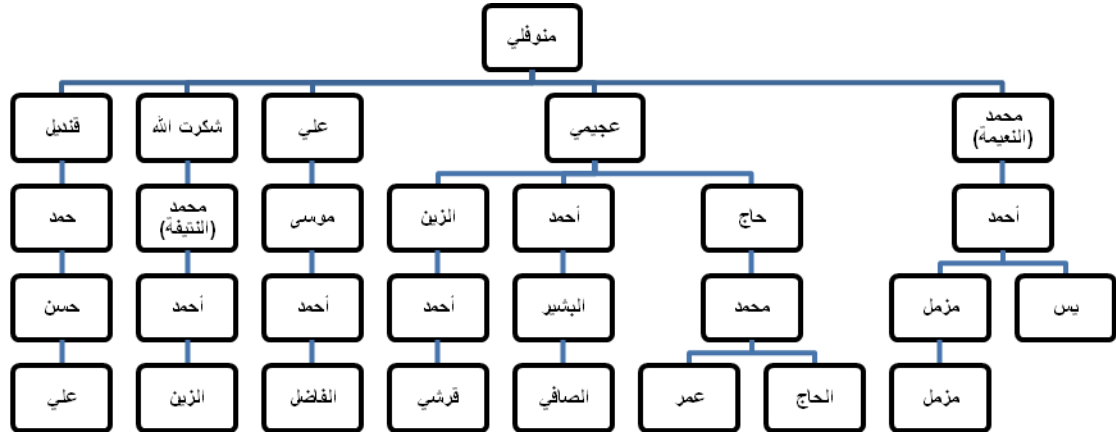 منوفلي
محمد
(النعيمة)
عجيمي
علي
شكرت الله
قنديل
أحمد
حاج
أحمد
الزين
موسى
محمد
(النتيفة)
حمد
يس
مزمل
محمد
البشير
أحمد
أحمد
أحمد
حسن
مزمل
الحاج
عمر
الصافي
قرشي
الفاضل
الزين
علي